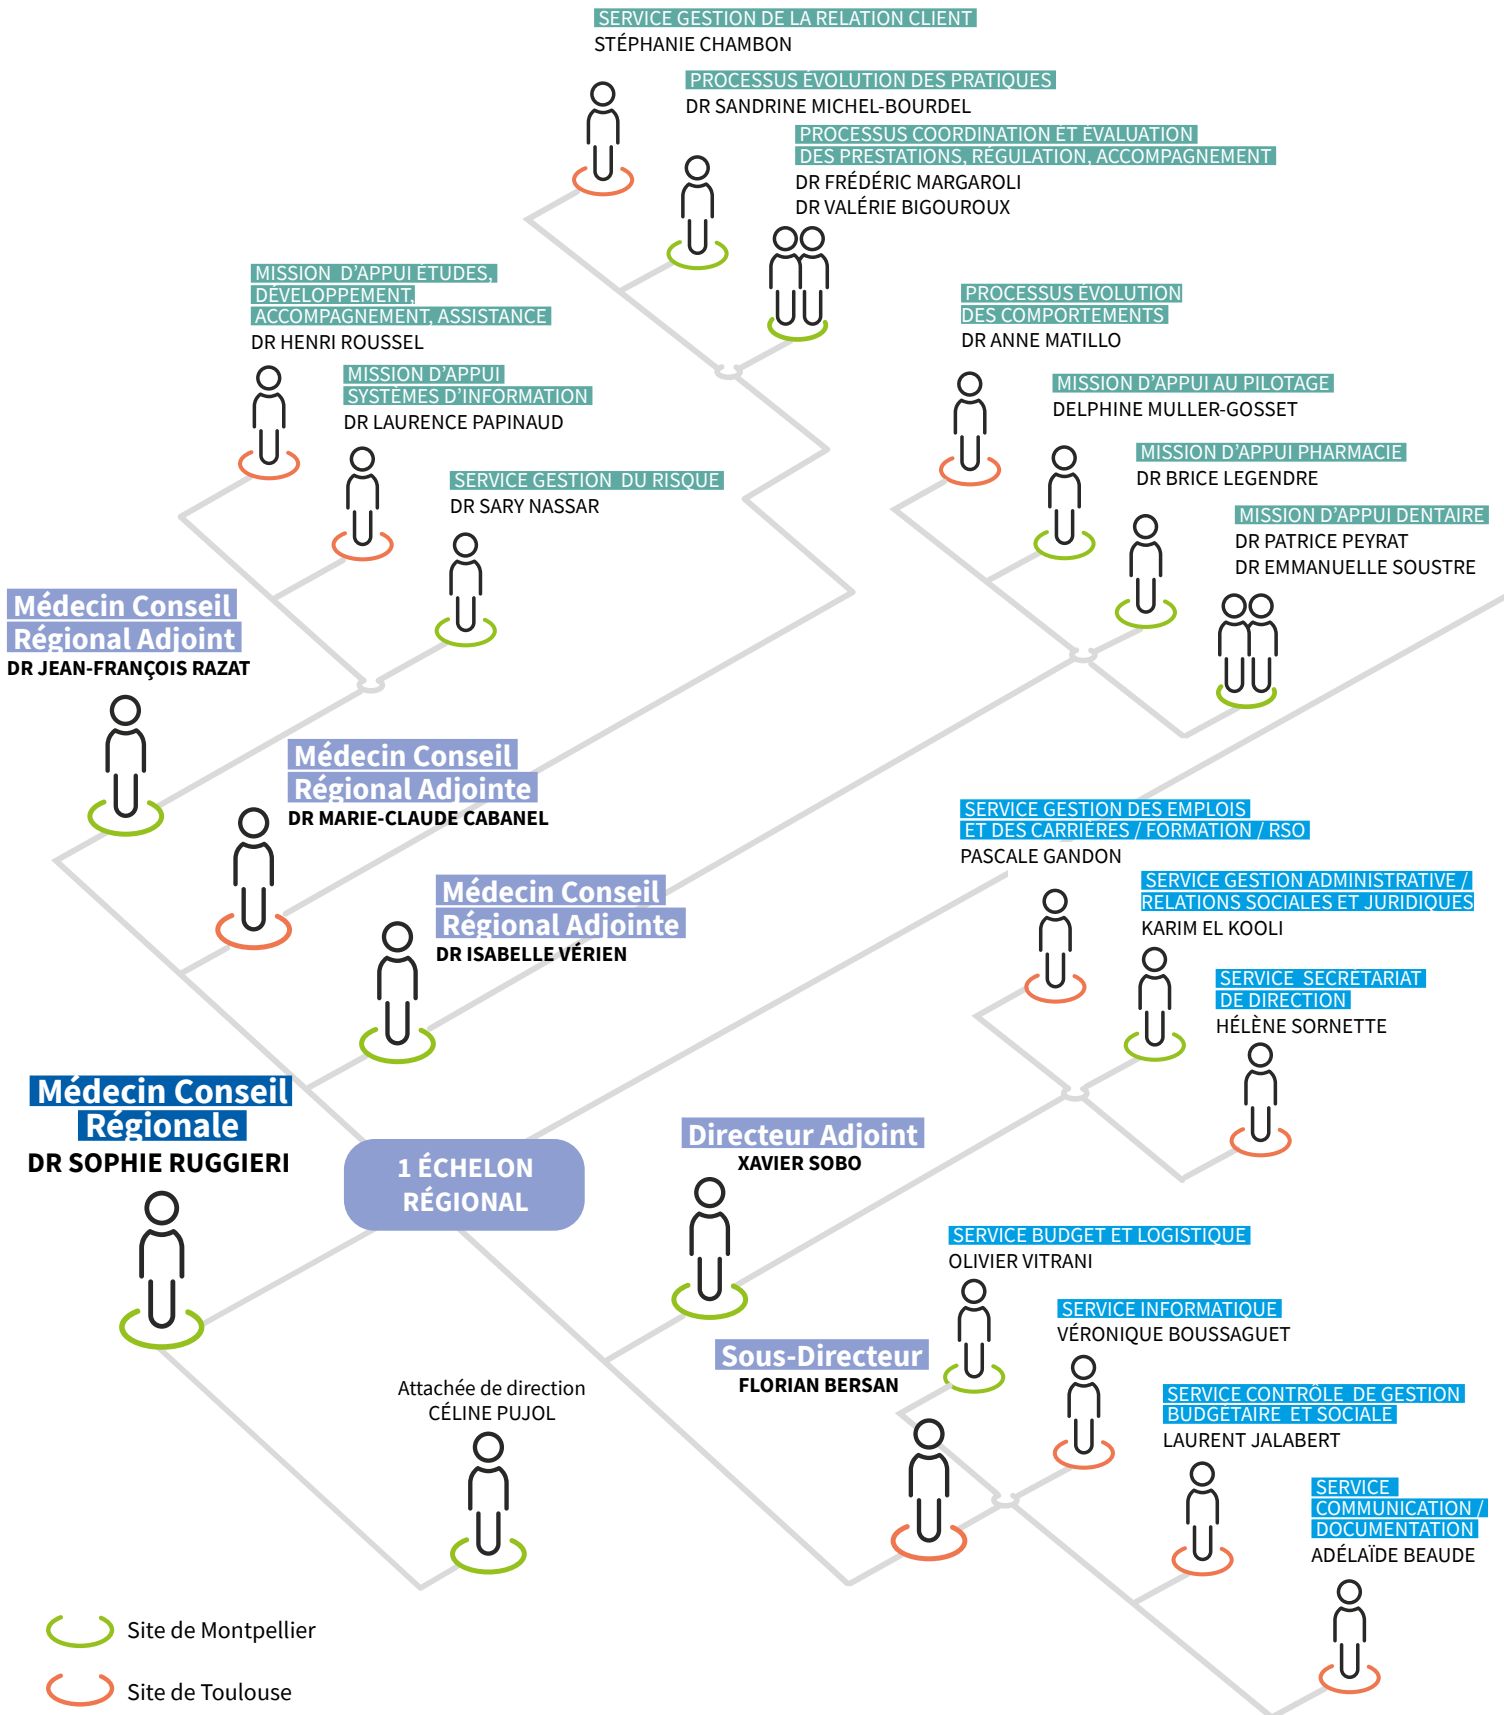 SERVICE GESTION DE LA RELATION CLIENT
STÉPHANIE CHAMBON
PROCESSUS ÉVOLUTION DES PRATIQUES
DR SANDRINE MICHEL-BOURDEL
PROCESSUS COORDINATION ET ÉVALUATION
DES PRESTATIONS, RÉGULATION, ACCOMPAGNEMENT
DR FRÉDÉRIC MARGAROLI
DR VALÉRIE BIGOUROUX
MISSION D'APPUI ÉTUDES,
DÉVELOPPEMENT,
ACCOMPAGNEMENT, ASSISTANCE
DR HENRI ROUSSEL
MISSION D'APPUI
SYSTÈMES D'INFORMATION
DR LAURENCE PAPINAUD
SERVICE GESTION DU RISQUE
DR SARY NASSAR
PROCESSUS ÉVOLUTION
DES COMPORTEMENTS
DR ANNE MATILLO
MISSION D'APPUI AU PILOTAGE
DELPHINE MULLER-GOSSET
MISSION D'APPUI PHARMACIE
DR BRICE LEGENDRE
MISSION D'APPUI DENTAIRE
DR PATRICE PEYRAT
DR EMMANUELLE SOUSTRE
Médecin Conseil
Régional Adjoint
DR JEAN-FRANÇOIS RAZAT
Médecin Conseil
Régional Adjointe
DR MARIE-CLAUDE CABANEL
Médecin Conseil
Régional Adjointe
DR ISABELLE VÉRIEN
SERVICE GESTION DES EMPLOIS
ET DES CARRIÈRES / FORMATION / RSO
PASCALE GANDON
SERVICE GESTION ADMINISTRATIVE /
RELATIONS SOCIALES ET JURIDIQUES
KARIM EL KOOLI
SERVICE SECRÉTARIAT
DE DIRECTION
HÉLÈNE SORNETTE
Médecin Conseil
Régionale
DR SOPHIE RUGGIERI
1 ÉCHELON
RÉGIONAL
Directeur Adjoint
XAVIER SOBO
SERVICE BUDGET ET LOGISTIQUE
OLIVIER VITRANI
SERVICE INFORMATIQUE
VÉRONIQUE BOUSSAGUET
Sous-Directeur
FLORIAN BERSAN
SERVICE CONTRÔLE DE GESTION
BUDGÉTAIRE ET SOCIALE
LAURENT JALABERT
Attachée de direction
CÉLINE PUJOL
SERVICE
COMMUNICATION /
DOCUMENTATION
ADÉLAÏDE BEAUDE
Site de Montpellier
Site de Toulouse